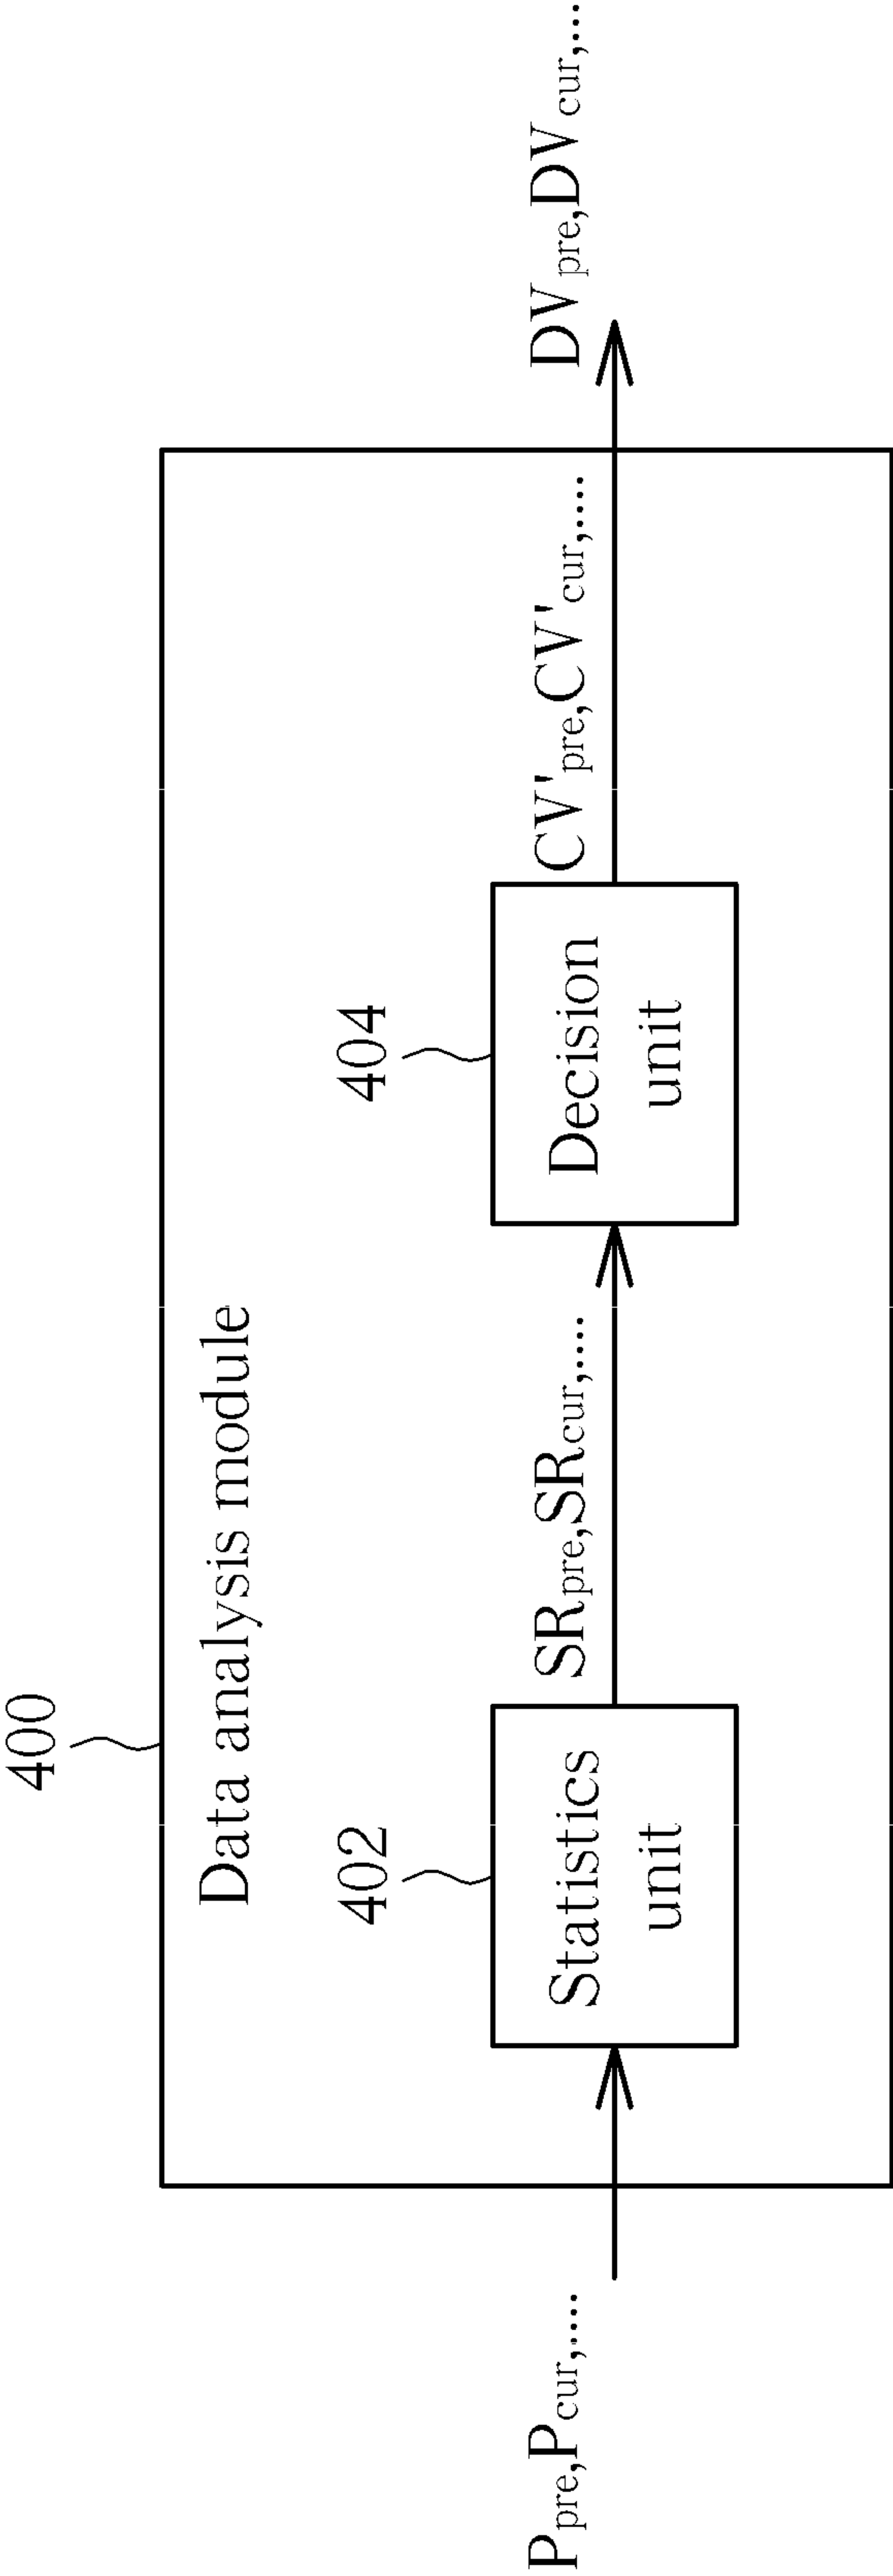 400
Data analysis module
402
404
Statistics
unit
Decision
unit
Ppre,Pcur,....
SRpre,SRcur,....
CV'pre,CV'cur,....
DVpre,DVcur,....